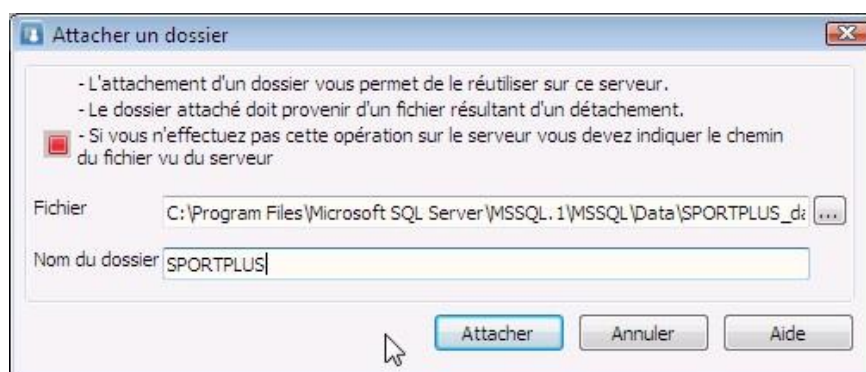 Attacher un dossier
- L'attachement d'un dossier vous permet de le réutiliser sur ce serveur.
- Le dossier attaché doit provenir d'un fichier résultant d'un détachement.
- Si vous n'effectuez pas cette opération sur le serveur vous devez indiquer le chemin
du fichier vu du serveur
Fichier C:\Program Files\Microsoft SQL Server\MSSQL.1\MSSQL\Data\SPORTPLUS_da ...
Nom du dossier SPORTPLUS
Attacher Annuler Aide